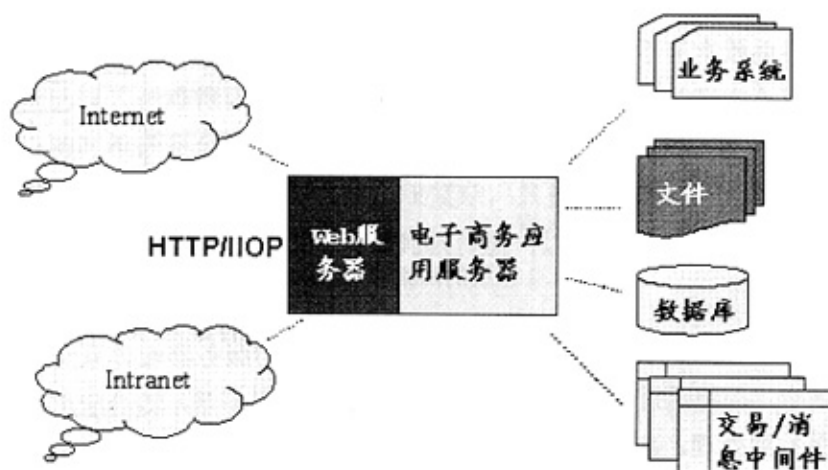 Internet
HTTP/IIOP
Intranet
Web服
务器
电子商务应
用服务器
业务系统
文件
数据库
交易/消
息中间件